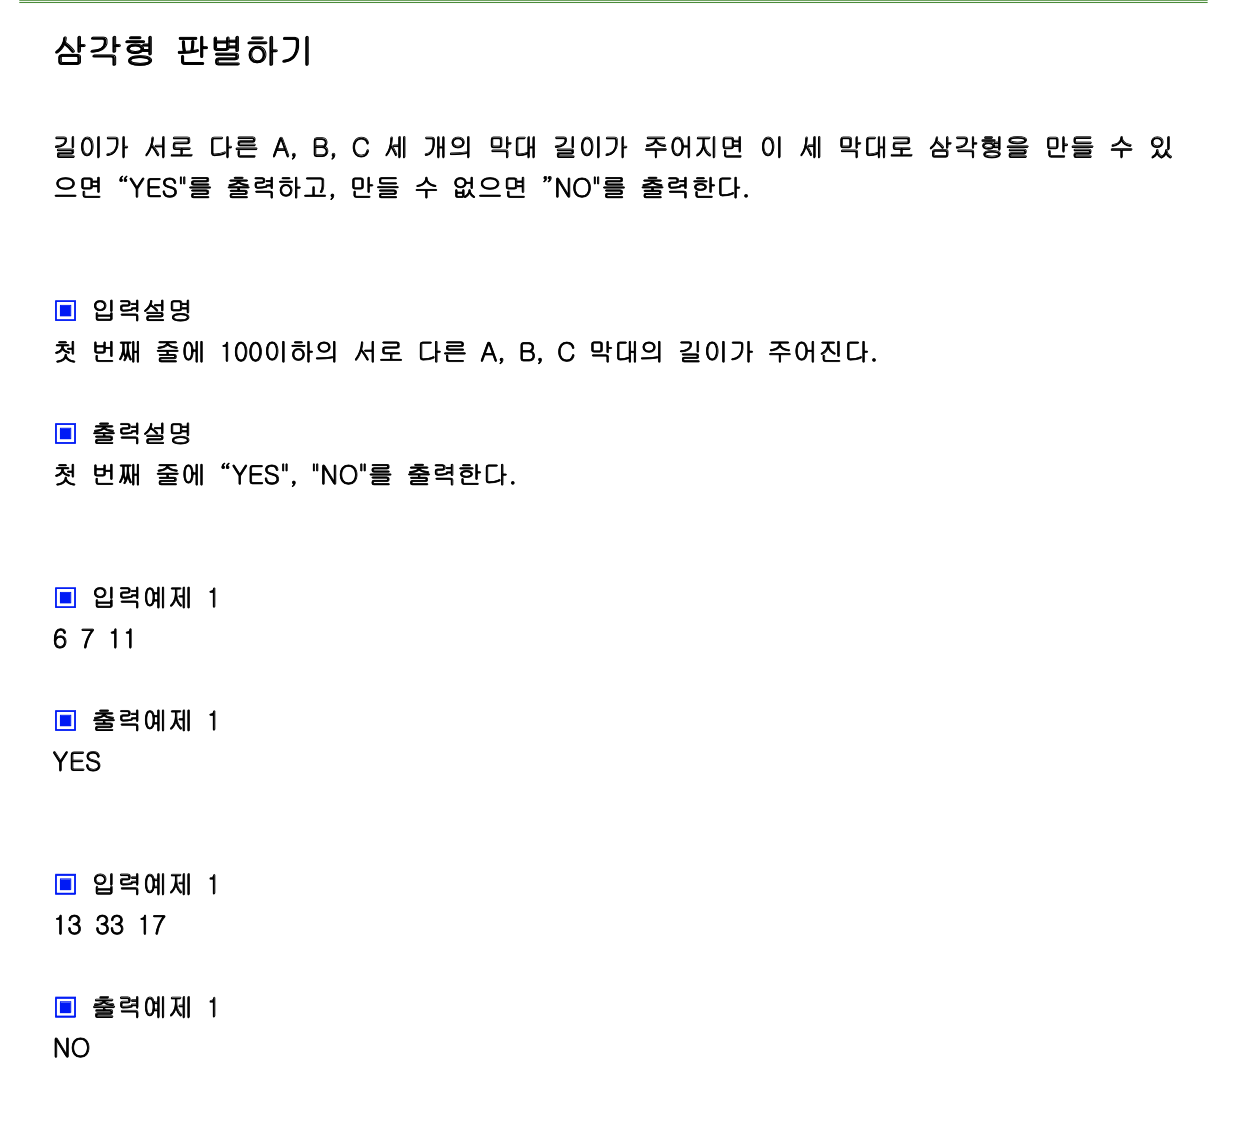 삼각형 판별하기
길이가 서로 다른 A, B, C 세 개의 막대 길이가 주어지면 이 세 막대로 삼각형을 만들 수 있
으면 “YES"를 출력하고, 만들 수 없으면 ”NO"를 출력한다.
▣ 입력설명
첫 번째 줄에 100이하의 서로 다른 A, B, C 막대의 길이가 주어진다.
▣ 출력설명
첫 번째 줄에 “YES", "NO"를 출력한다.
▣ 입력예제 1
6 7 11
▣ 출력예제 1
YES
▣ 입력예제 1
13 33 17
▣ 출력예제 1
NO